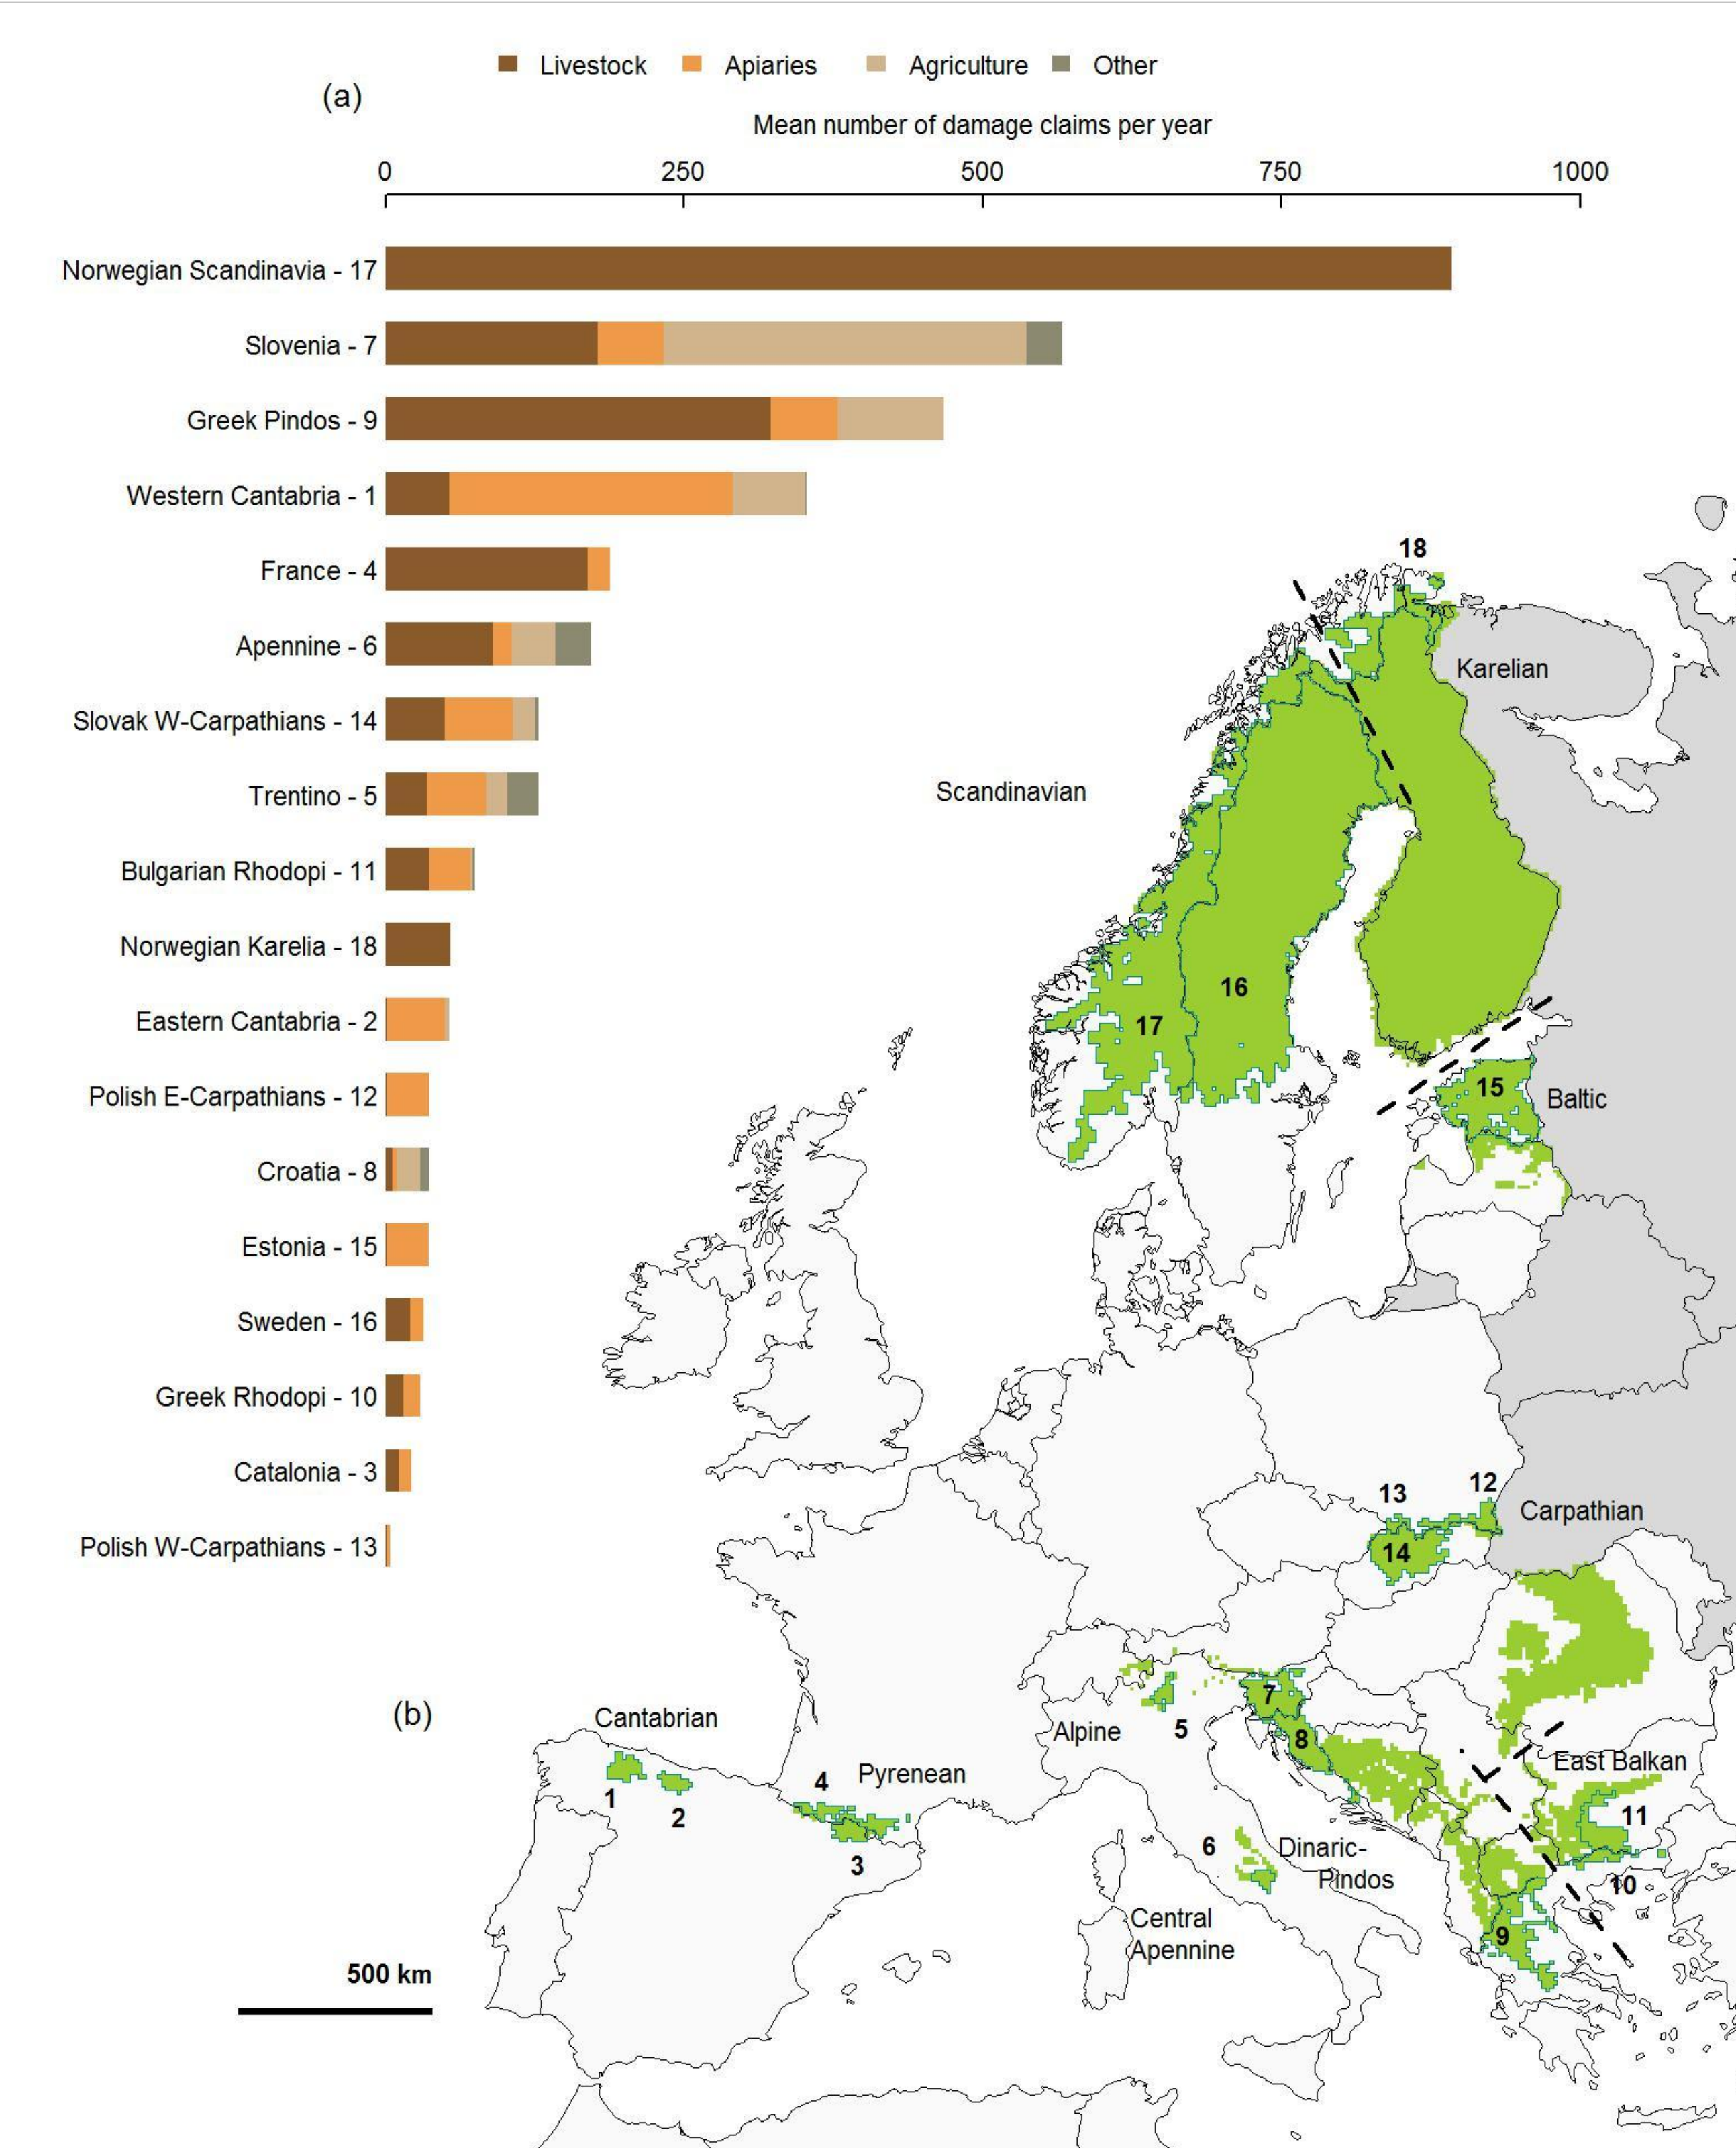 Livestock Apiaries Agriculture Other
(a)
Mean number of damage claims per year
0 250 500 750 1000
Norwegian Scandinavia - 17
Slovenia - 7
Greek Pindos - 9
Western Cantabria - 1
France - 4
Apennine - 6
Slovak W-Carpathians - 14
Trentino - 5
Bulgarian Rhodopi - 11
Norwegian Karelia - 18
Eastern Cantabria - 2
Polish E-Carpathians - 12
Croatia - 8
Estonia - 15
Sweden - 16
Greek Rhodopi - 10
Catalonia - 3
Polish W-Carpathians - 13
18
Karelian
Scandinavian
16
17
15
Baltic
12
13
Carpathian
14
(b)
Cantabrian
7
Alpine
5
8
East Balkan
Pyrenean
4
1
2
11
6
Dinaric-
Pindos
3
10
Central
Apennine
9
500 km